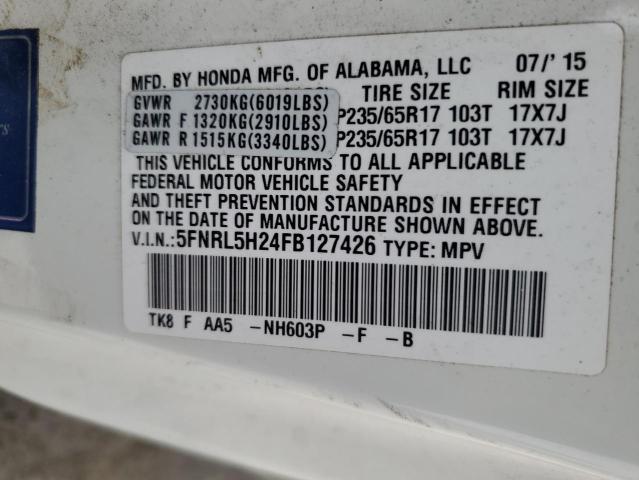 MFD. BY HONDA MFG. OF ALABAMA, LLC 07/' 15
TIRE SIZE RIM SIZE
GVWR 2730KG(6019LBS)
GAWR F 1320KG(2910LBS) P235/65R17 103T 17X7J
GAWR R 1515KG(3340LBS) P235/65R17 103T 17X7J
THIS VEHICLE CONFORMS TO ALL APPLICABLE
FEDERAL MOTOR VEHICLE SAFETY
AND THEFT PREVENTION STANDARDS IN EFFECT
ON THE DATE OF MANUFACTURE SHOWN ABOVE.
V.I.N.:5FNRL5H24FB127426 TYPE: MPV
TK8 F AA5 -NH603P -F -B